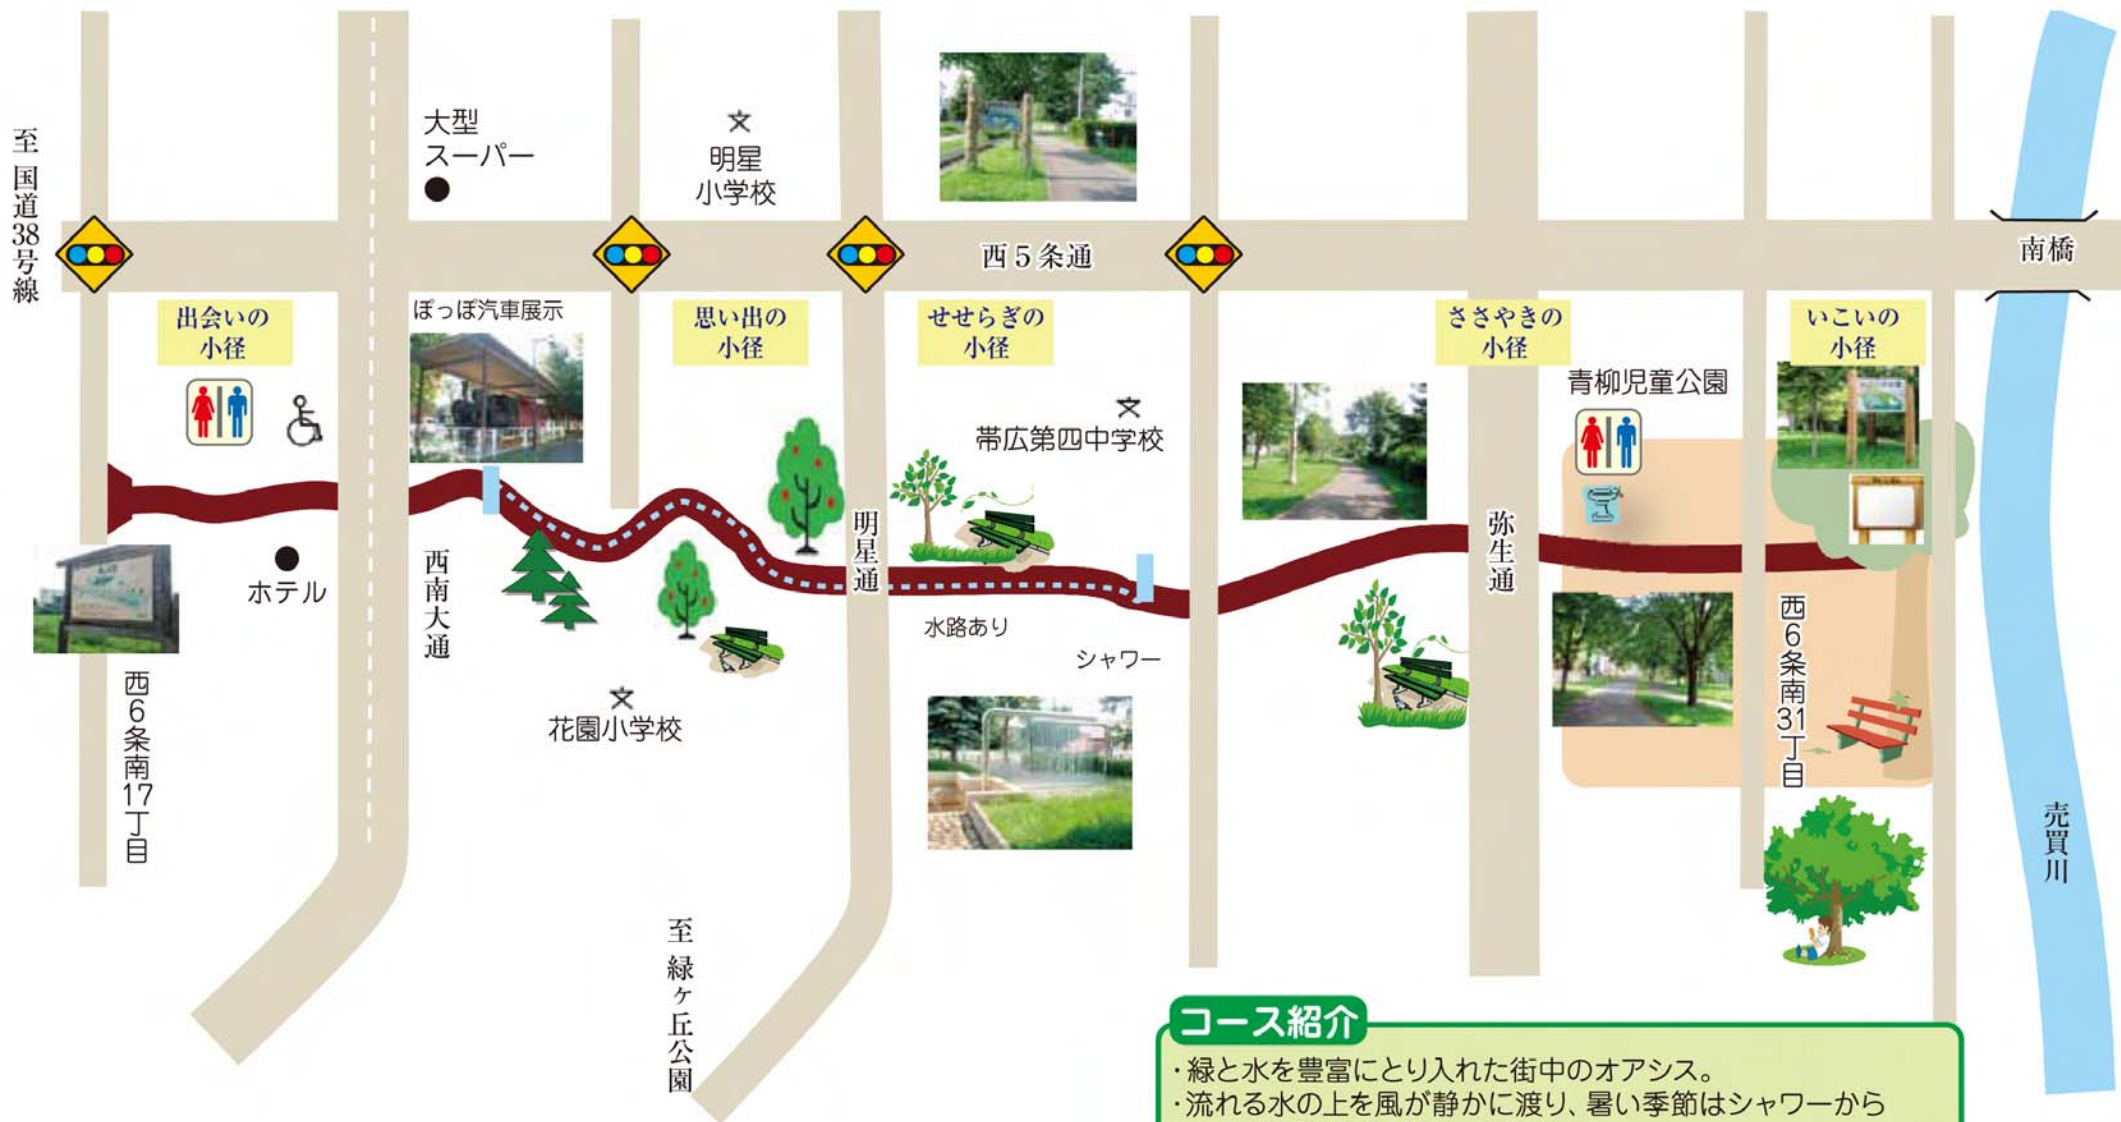 至 国道38号線
大型
スーパー
明星
小学校
西5条通
南橋
出会いの
小径
ぽっぽ汽車展示
思い出の
小径
せせらぎの
小径
ささやきの
小径
いこいの
小径
青柳児童公園
帯広第四中学校
ホテル
西南大通
明星通
弥生通
水路あり
シャワー
西6条南17丁目
花園小学校
西6条南31丁目
売買川
至 緑ヶ丘公園
コース紹介
・緑と水を豊富にとり入れた街中のオアシス。
・流れる水の上を風が静かに渡り、暑い季節はシャワーから